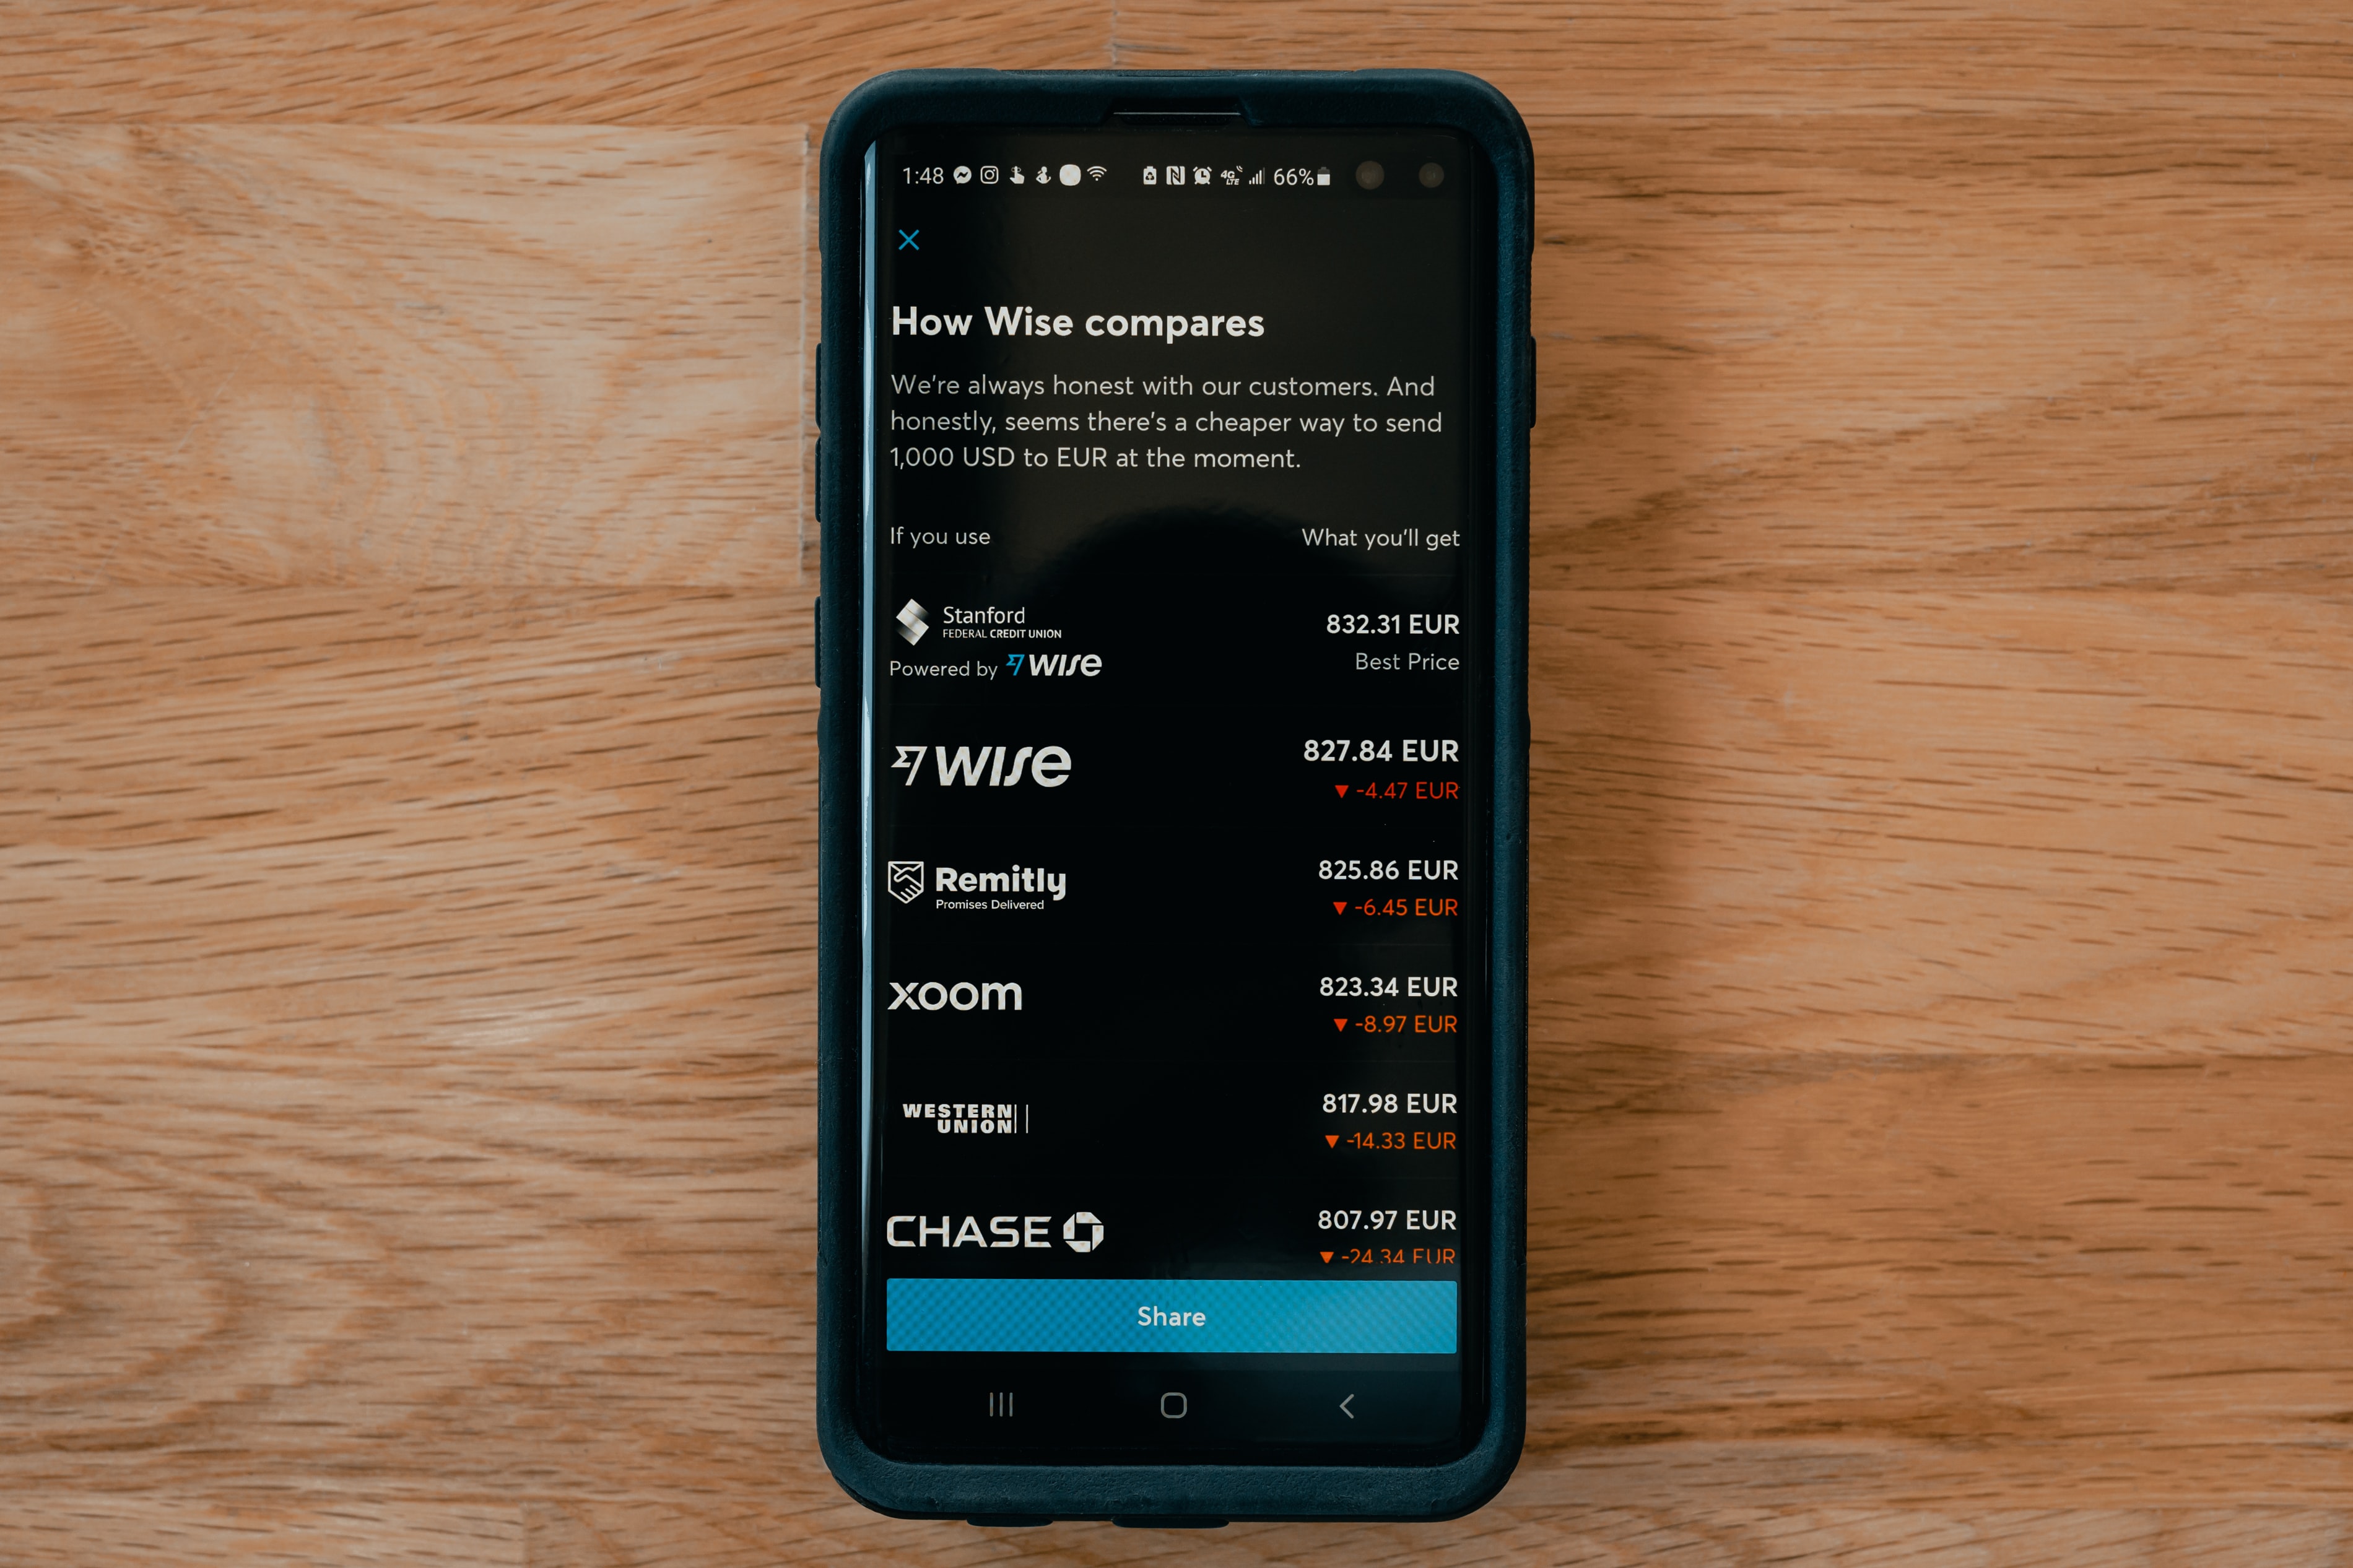 1:48 4G LTE 66%
How Wise compares
We're always honest with our customers. And
honestly, seems there's a cheaper way to send
1,000 USD to EUR at the moment.
If you use What you'll get
Stanford
FEDERAL CREDIT UNION
832.31 EUR
Powered by wise
Best Price
wise
827.84 EUR
-4.47 EUR
Remitly
Promises Delivered
825.86 EUR
-6.45 EUR
xoom
823.34 EUR
-8.97 EUR
WESTERN
UNION
817.98 EUR
-14.33 EUR
CHASE
807.97 EUR
-24.34 EUR
Share